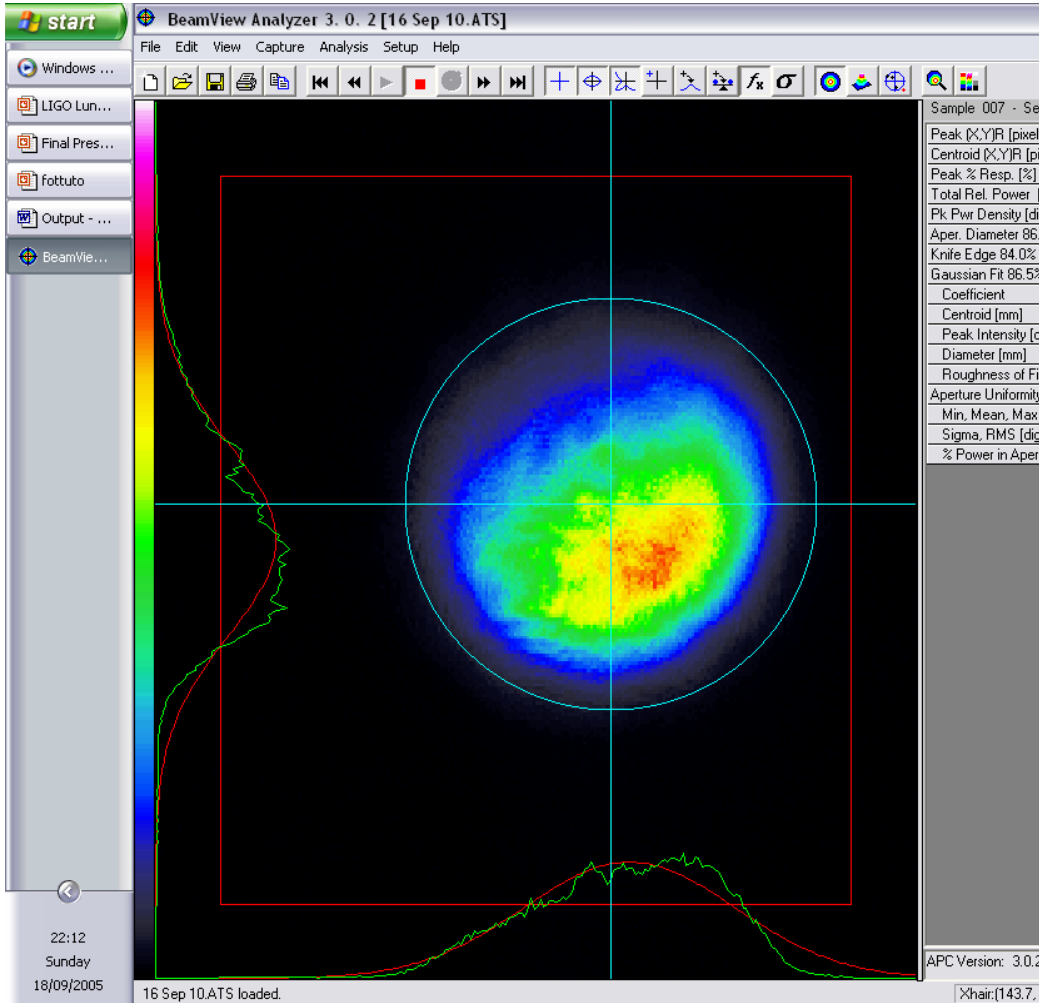 start
BeamView Analyzer 3. 0. 2 [16 Sep 10.ATS]
File Edit View Capture Analysis Setup Help
Windows ...
LIGO Lun...
Final Pres...
fottuto
Output - ...
BeamVie...
fx σ
Sample 007 - Se
Peak (X,Y)R [pixel
Centroid (X,Y)R [pi
Peak % Resp. [%]
Total Rel. Power [
Pk Pwr Density [di
Aper. Diameter 86.
Knife Edge 84.0%
Gaussian Fit 86.5%
Coefficient
Centroid [mm]
Peak Intensity [c
Diameter [mm]
Roughness of Fi
Aperture Uniformity
Min, Mean, Max
Sigma, RMS [dig
% Power in Aper
22:12
Sunday
18/09/2005
APC Version: 3.0.2
16 Sep 10.ATS loaded.
Xhair:(143.7,